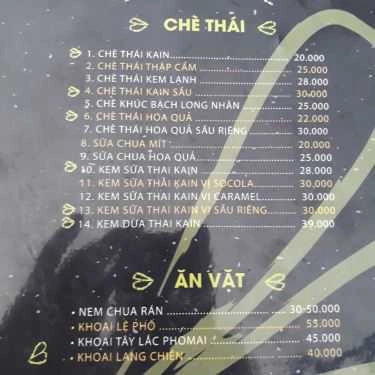 CHÈ THÁI
1. CHÈ THÁI KAIN 20.000
2. CHÈ THÁI THẬP CẨM 25.000
3. CHÈ THÁI KEM LẠNH 28.000
4. CHÈ THÁI KAIN SẦU 30.000
5. CHÈ KHÚC BẠCH LONG NHÃN 25.000
6. CHÈ THÁI HOA QUẢ 22.000
7. CHÈ THÁI HOA QUẢ SẦU RIÊNG 30.000
8. SỮA CHUA MÍT 20.000
9. SỮA CHUA HOA QUẢ 25.000
10. KEM SỮA THÁI KAIN 28.000
11. KEM SỮA THÁI KAIN VỊ SOCOLA 30.000
12. KEM SỮA THÁI KAIN VỊ CARAMEL 30.000
13. KEM SỮA THÁI KAIN VỊ SẦU RIÊNG 30.000
14. KEM DỪA THÁI KAIN 39.000
ĂN VẶT
• NEM CHUA RÁN 30-50.000
• KHOAI LỆ PHỐ 55.000
• KHOAI TÂY LẮC PHOMAI 45.000
• KHOAI LANG CHIÊN 40.000